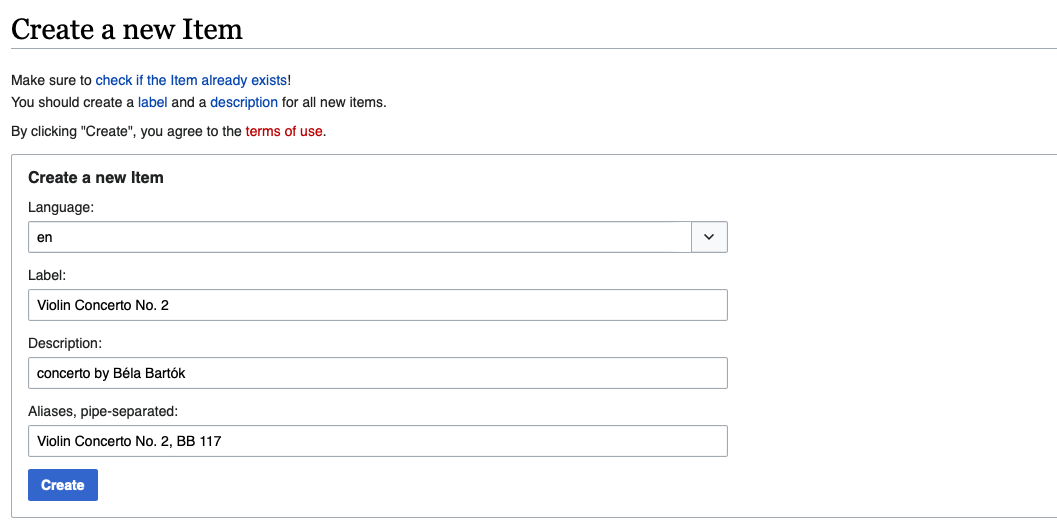 Create a new Item
Make sure to check if the Item already exists!
You should create a label and a description for all new items.
By clicking "Create", you agree to the terms of use.
Create a new Item
Language:
en
Label:
Violin Concerto No. 2
Description:
concerto by Béla Bartók
Aliases, pipe-separated:
Violin Concerto No. 2, BB 117
Create